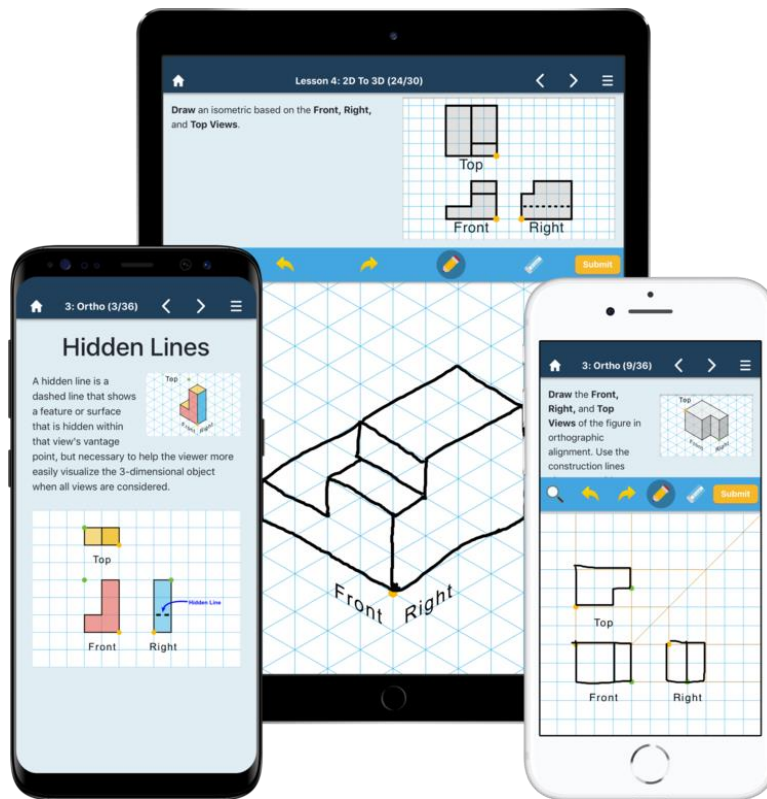 Lesson 4: 2D To 3D (24/30)
Draw an isometric based on the Front, Right,
and Top Views.
Top
Front
Right
Submit
Front
Right
3: Ortho (3/36)
Hidden Lines
A hidden line is a
dashed line that shows
a feature or surface
that is hidden within
that view's vantage
point, but necessary to help the viewer more
easily visualize the 3-dimensional object
when all views are considered.
Top
Front
Right
Top
Hidden Line
Front
Right
3: Ortho (9/36)
Draw the Front,
Right, and Top
Views of the figure in
orthographic
alignment. Use the
construction lines
Top
Front
Right
Submit
Top
Front
Right